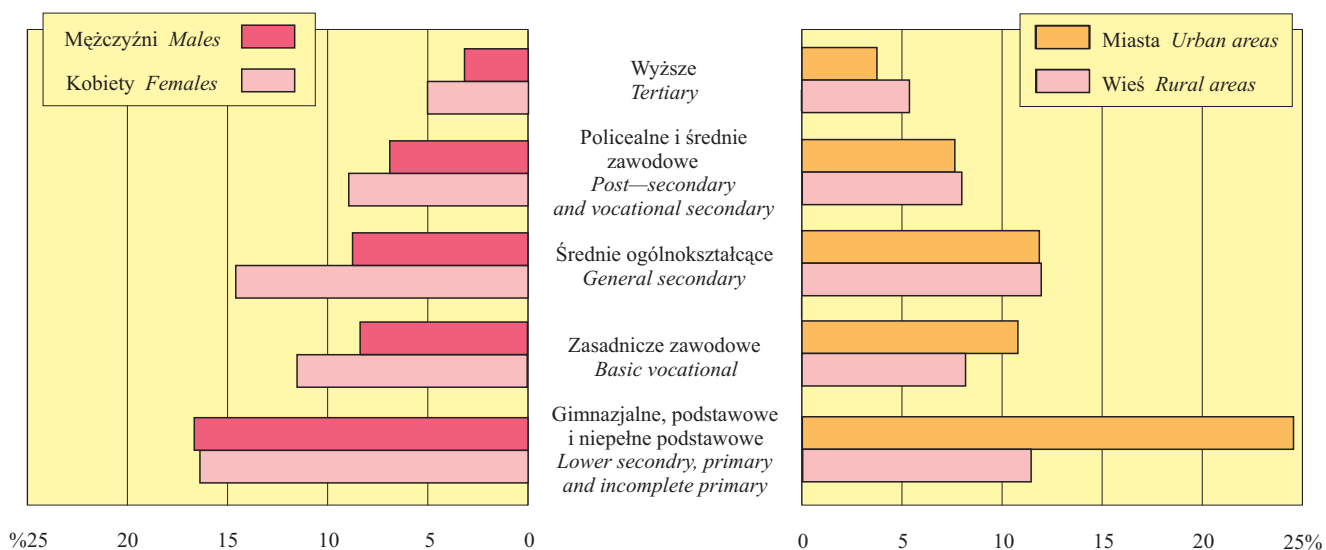 Mężczyźni Males
Kobiety Females
Miasta Urban areas
Wieś Rural areas
Wyższe
Tertiary
Policealne i średnie
zawodowe
Post—secondary
and vocational secondary
Średnie ogólnokształcące
General secondary
Zasadnicze zawodowe
Basic vocational
Gimnazjalne, podstawowe
i niepełne podstawowe
Lower secondry, primary
and incomplete primary
%25 20 15 10 5 0
0 5 10 15 20 25%